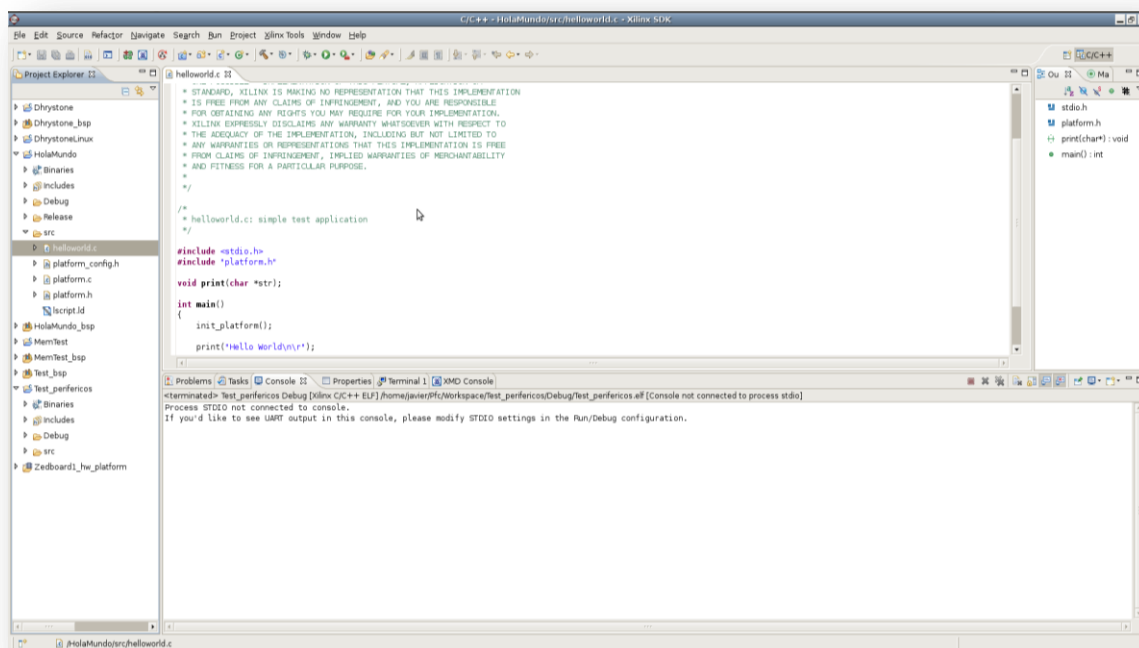 C/C++ - HolaMundo/src/helloworld.c - Xilinx SDK
File Edit Source Refactor Navigate Search Run Project Xilinx Tools Window Help
C/C++
Project Explorer
Dhrystone
Dhrystone_bsp
DhrystoneLinux
HolaMundo
Binaries
Includes
Debug
Release
src
helloworld.c
platform_config.h
platform.c
platform.h
lscript.ld
HolaMundo_bsp
MemTest
MemTest_bsp
Test_bsp
Test_perifericos
Binaries
Includes
Debug
src
Zedboard1_hw_platform
helloworld.c
* STANDARD, XILINX IS MAKING NO REPRESENTATION THAT THIS IMPLEMENTATION
* IS FREE FROM ANY CLAIMS OF INFRINGEMENT, AND YOU ARE RESPONSIBLE
* FOR OBTAINING ANY RIGHTS YOU MAY REQUIRE FOR YOUR IMPLEMENTATION.
* XILINX EXPRESSLY DISCLAIMS ANY WARRANTY WHATSOEVER WITH RESPECT TO
* THE ADEQUACY OF THE IMPLEMENTATION, INCLUDING BUT NOT LIMITED TO
* ANY WARRANTIES OR REPRESENTATIONS THAT THIS IMPLEMENTATION IS FREE
* FROM CLAIMS OF INFRINGEMENT, IMPLIED WARRANTIES OF MERCHANTABILITY
* AND FITNESS FOR A PARTICULAR PURPOSE.
*
*/
/*
* helloworld.c: simple test application
*/
#include <stdio.h>
#include "platform.h"
void print(char *str);
int main()
{
init_platform();
print("Hello World\n\r");
Ou Ma
stdio.h
platform.h
print(char*) : void
main() : int
Problems Tasks Console Properties Terminal 1 XMD Console
<terminated> Test_perifericos Debug [Xilinx C/C++ ELF] /home/javier/Pfc/Workspace/Test_perifericos/Debug/Test_perifericos.elf [Console not connected to process stdio]
Process STDIO not connected to console.
If you'd like to see UART output in this console, please modify STDIO settings in the Run/Debug configuration.
/HolaMundo/src/helloworld.c